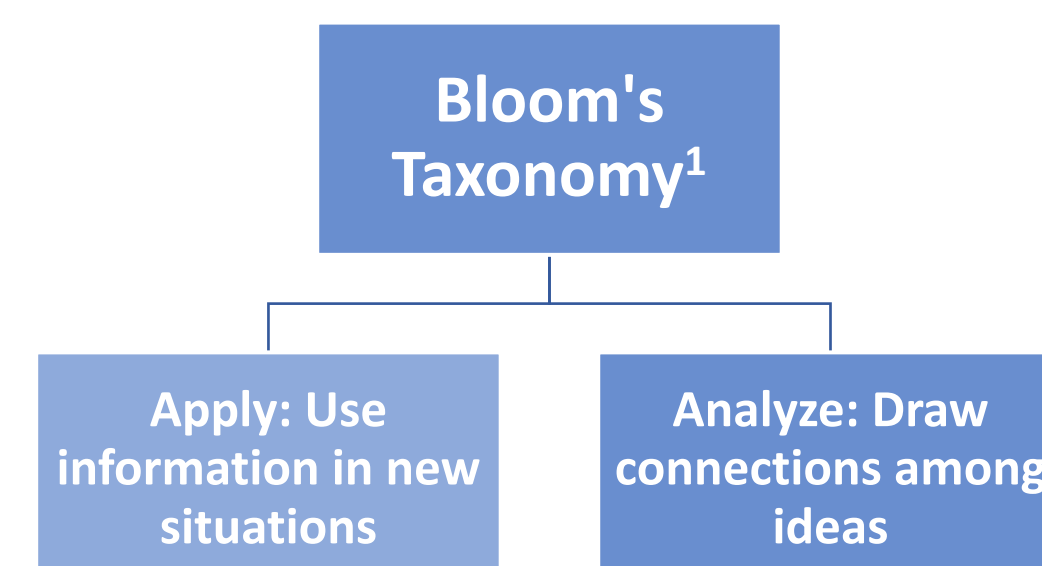 Bloom's
Taxonomy¹
Apply: Use
information in new
situations
Analyze: Draw
connections among
ideas